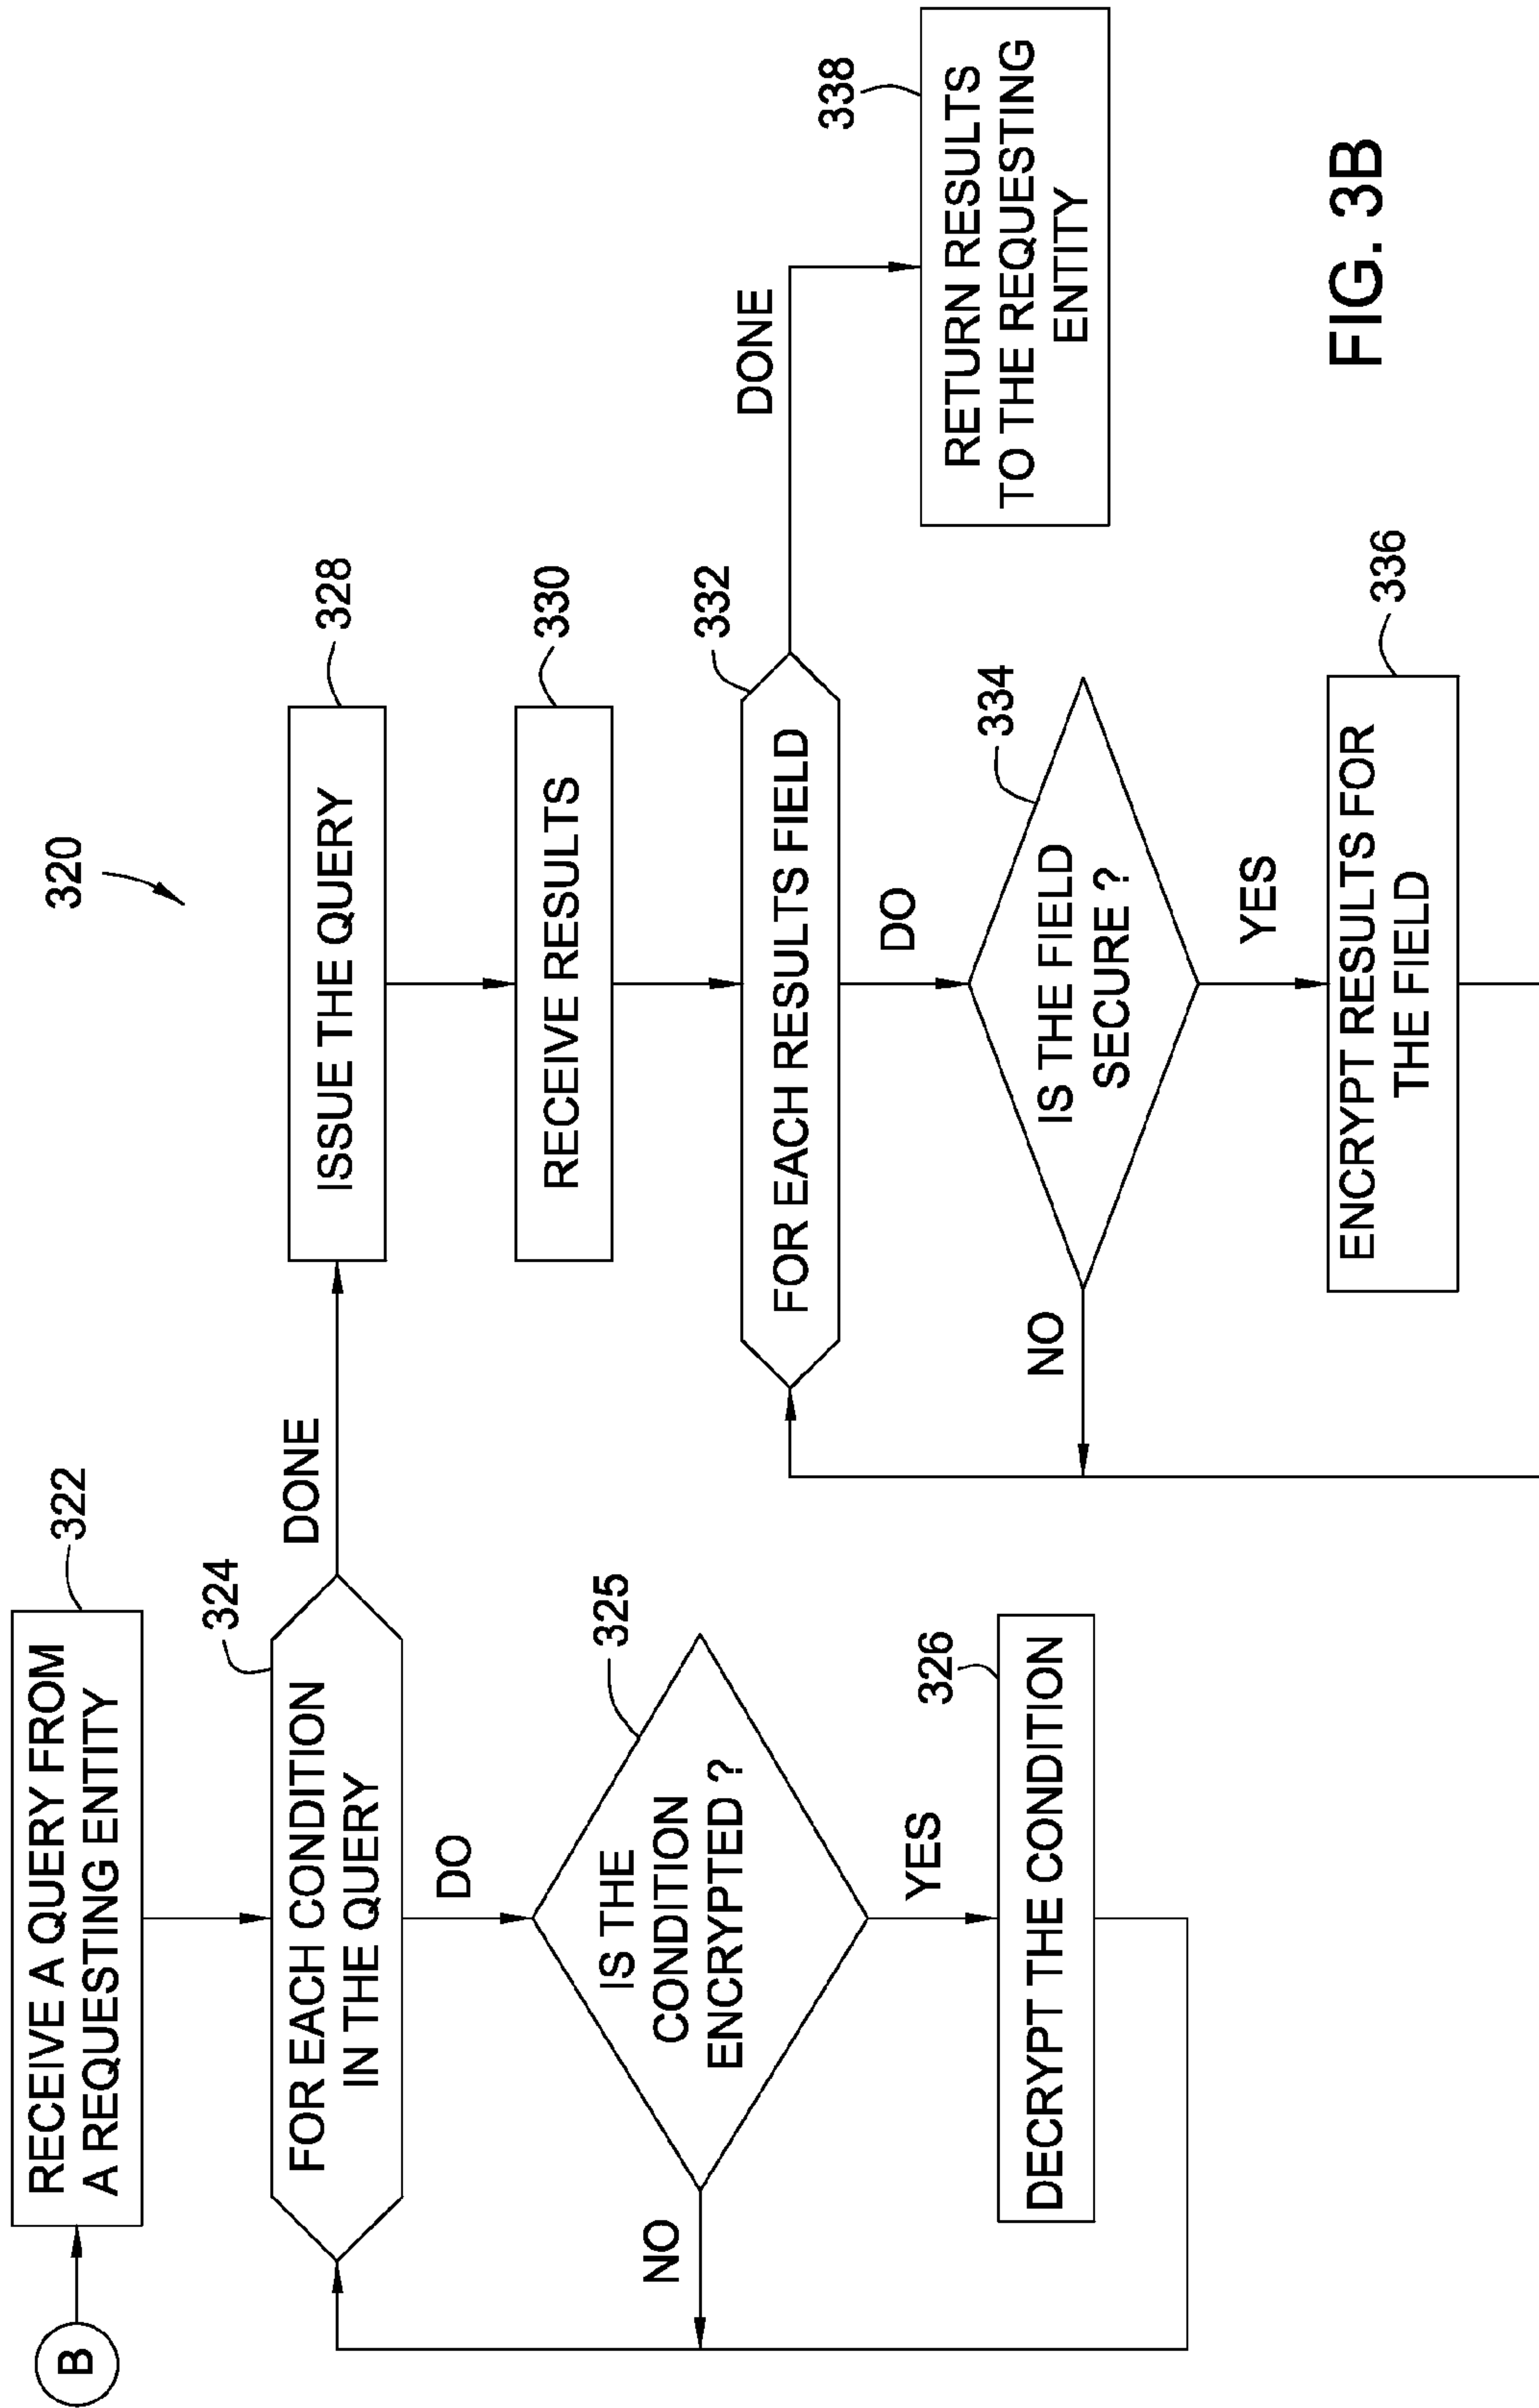 320
B
RECEIVE A QUERY FROM
A REQUESTING ENTITY
322
FOR EACH CONDITION
IN THE QUERY
324
DONE
DO
IS THE
CONDITION
ENCRYPTED ?
325
NO
YES
DECRYPT THE CONDITION
326
ISSUE THE QUERY
328
RECEIVE RESULTS
330
FOR EACH RESULTS FIELD
332
DONE
DO
IS THE FIELD
SECURE ?
334
NO
YES
ENCRYPT RESULTS FOR
THE FIELD
336
RETURN RESULTS
TO THE REQUESTING
ENTITY
338
FIG. 3B